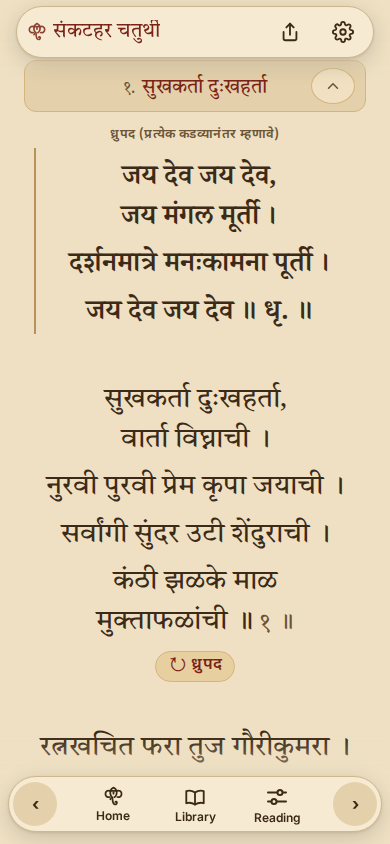 संकटहर चतुर्थी
१. सुखकर्ता दुःखहर्ता
ध्रुपद (प्रत्येक कडव्यानंतर म्हणावे)
जय देव जय देव,
जय मंगल मूर्ती ।
दर्शनमात्रे मनःकामना पूर्ती ।
जय देव जय देव ॥ धृ. ॥
सुखकर्ता दुःखहर्ता,
वार्ता विघ्नाची ।
नुरवी पुरवी प्रेम कृपा जयाची ।
सर्वांगी सुंदर उटी शेंदुराची ।
कंठी झळके माळ
मुक्ताफळांची ॥ १ ॥
ध्रुपद
रत्नखचित फरा तुज गौरीकुमरा ।
‹ Home Library Reading ›